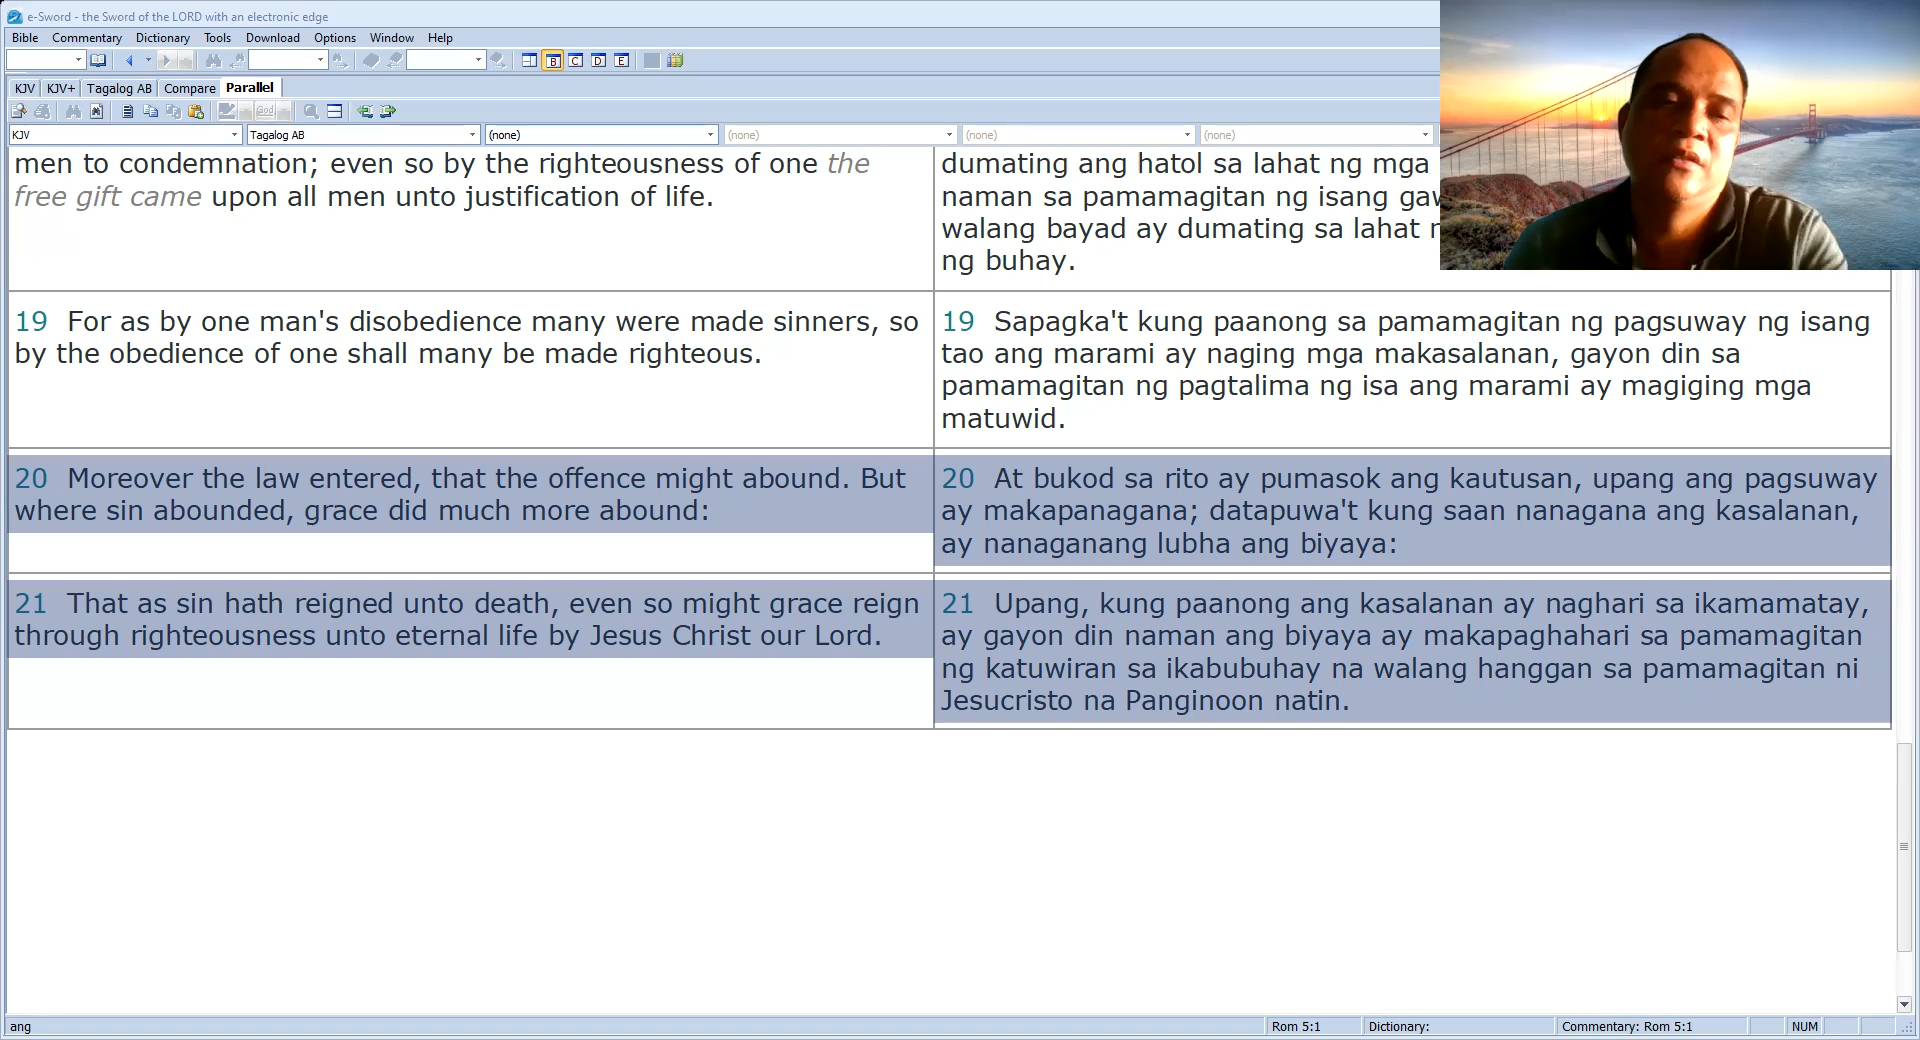 e-Sword - the Sword of the LORD with an electronic edge
Bible Commentary Dictionary Tools Download Options Window Help
B C D E
KJV KJV+ Tagalog AB Compare Parallel
God
KJV Tagalog AB (none) (none) (none) (none)
men to condemnation; even so by the righteousness of one the
free gift came upon all men unto justification of life.
dumating ang hatol sa lahat ng mga
naman sa pamamagitan ng isang
walang bayad ay dumating sa lahat
ng buhay.
19 For as by one man's disobedience many were made sinners, so
by the obedience of one shall many be made righteous.
19 Sapagka't kung paanong sa pamamagitan ng pagsuway ng isang
tao ang marami ay naging mga makasalanan, gayon din sa
pamamagitan ng pagtalima ng isa ang marami ay magiging mga
matuwid.
20 Moreover the law entered, that the offence might abound. But
where sin abounded, grace did much more abound:
20 At bukod sa rito ay pumasok ang kautusan, upang ang pagsuway
ay makapanagana; datapuwa't kung saan nanagana ang kasalanan,
ay nanaganang lubha ang biyaya:
21 That as sin hath reigned unto death, even so might grace reign
through righteousness unto eternal life by Jesus Christ our Lord.
21 Upang, kung paanong ang kasalanan ay naghari sa ikamamatay,
ay gayon din naman ang biyaya ay makapaghahari sa pamamagitan
ng katuwiran sa ikabubuhay na walang hanggan sa pamamagitan ni
Jesucristo na Panginoon natin.
ang Rom 5:1 Dictionary: Commentary: Rom 5:1 NUM